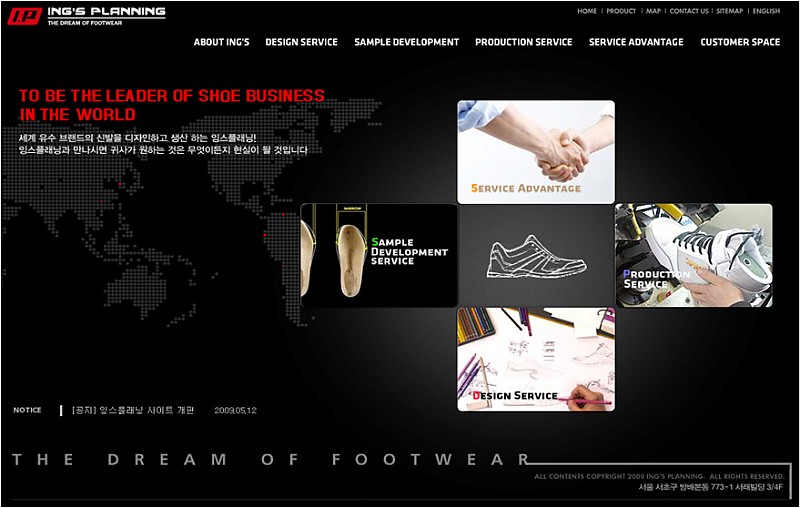 ING'S PLANNING
THE DREAM OF FOOTWEAR
HOME | PRODUCT | MAP | CONTACT US | SITEMAP | ENGLISH
ABOUT ING'S DESIGN SERVICE SAMPLE DEVELOPMENT PRODUCTION SERVICE SERVICE ADVANTAGE CUSTOMER SPACE
TO BE THE LEADER OF SHOE BUSINESS
IN THE WORLD
세계 유수 브랜드의 신발을 디자인하고 생산 하는 잉스플래닝!
잉스플래닝과 만나시면 귀사가 원하는 것은 무엇이든지 현실이 될 것입니다
SERVICE ADVANTAGE
NARROW
SAMPLE
DEVELOPMENT
SERVICE
PRODUCTION
SERVICE
DESIGN SERVICE
NOTICE [공지] 잉스플래닝 사이트 개편 2009.05.12
THE DREAM OF FOOTWEAR
ALL CONTENTS COPYRIGHT 2009 ING'S PLANNING. ALL RIGHTS RESERVED.
서울 서초구 방배본동 773-1 서래빌딩 3/4F